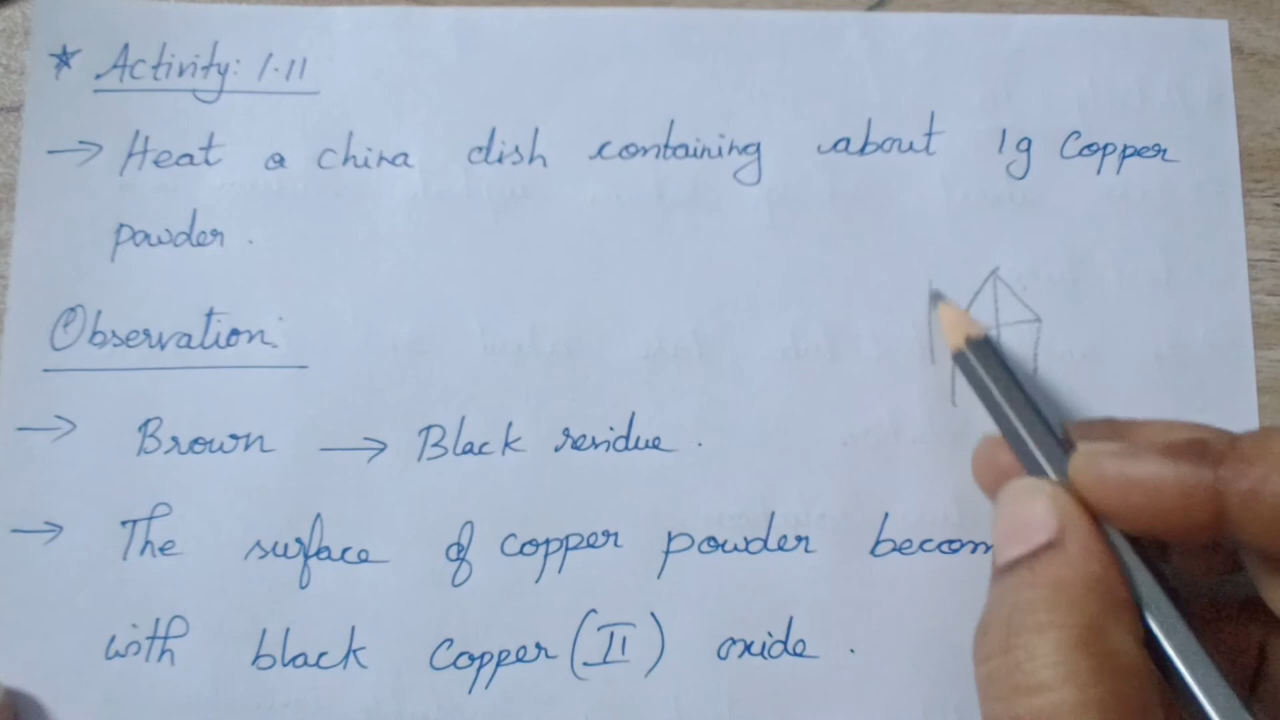 * Activity: 1.11
→ Heat a china dish containing about 1g Copper
powder.
Observation:
→ Brown → Black residue.
→ The surface of copper powder
with black Copper (II) oxide.